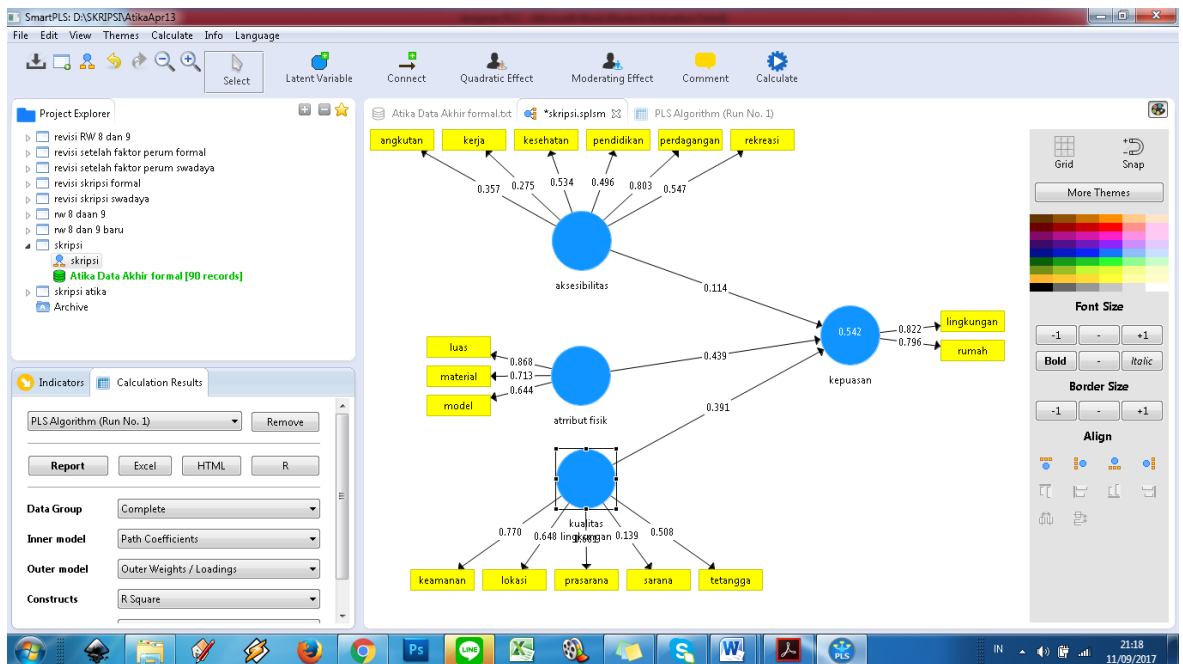 SmartPLS: D:\SKRIPSI\AtikaApr13
File Edit View Themes Calculate Info Language
Select
Latent Variable
Connect
Quadratic Effect
Moderating Effect
Comment
Calculate
Project Explorer
revisi RW 8 dan 9
revisi setelah faktor perum formal
revisi setelah faktor perum swadaya
revisi skripsi formal
revisi skripsi swadaya
rw 8 daan 9
rw 8 dan 9 baru
skripsi
skripsi
Atika Data Akhir formal [90 records]
skripsi atika
Archive
Indicators
Calculation Results
PLS Algorithm (Run No. 1)
Remove
Report
Excel
HTML
R
Data Group
Complete
Inner model
Path Coefficients
Outer model
Outer Weights / Loadings
Constructs
R Square
Atika Data Akhir formal.txt
*skripsi.splsm
PLS Algorithm (Run No. 1)
angkutan
kerja
kesehatan
pendidikan
perdagangan
rekreasi
0.357
0.275
0.534
0.496
0.803
0.547
aksesibilitas
0.114
luas
material
model
0.868
0.713
0.644
atrribut fisik
0.439
0.391
0.542
kepuasan
0.822
0.796
lingkungan
rumah
kualitas
lingkungan
0.770
0.648
0.139
0.508
keamanan
lokasi
prasarana
sarana
tetangga
Grid
Snap
More Themes
Font Size
-1
-
+1
Bold
-
Italic
Border Size
-1
-
+1
Align
Ps
LINE
PLS
IN
21:18
11/09/2017